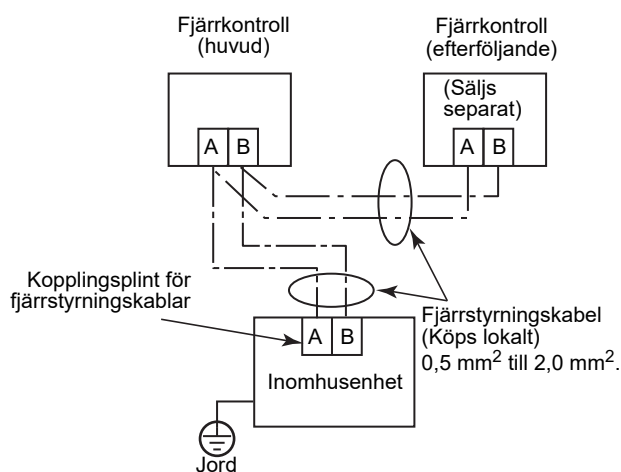 Fjärrkontroll
(huvud)
Fjärrkontroll
(efterföljande)
(Säljs
separat)
A B
A B
Kopplingsplint för
fjärrstyrningskablar
A B
Inomhusenhet
Fjärrstyrningskabel
(Köps lokalt)
0,5 mm² till 2,0 mm².
Jord